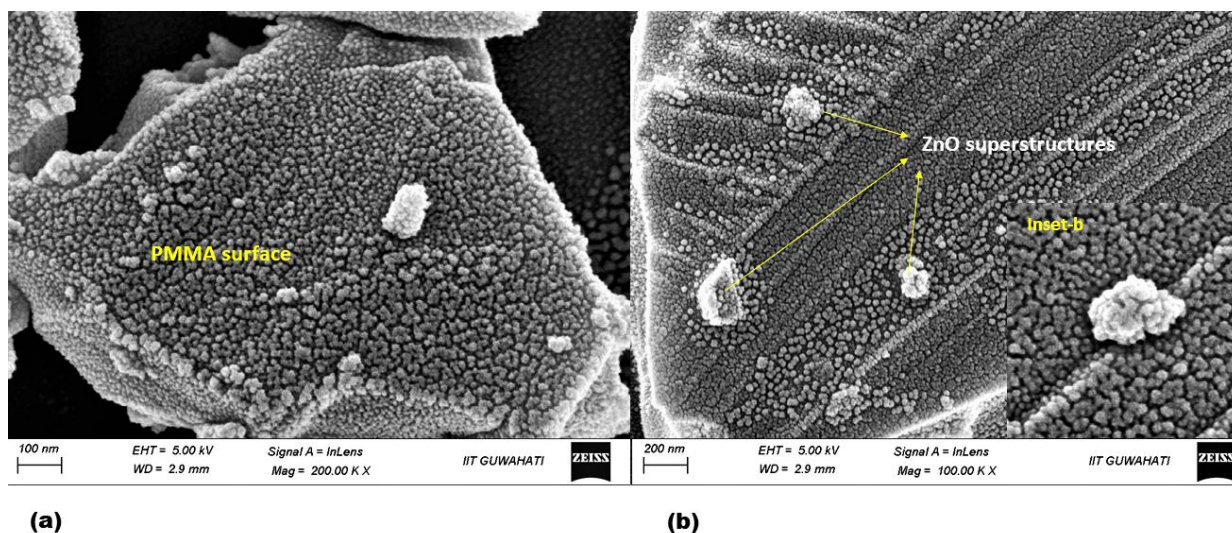 PMMA surface
ZnO superstructures
Inset-b
100 nm
EHT = 5.00 kV
Signal A = InLens
WD = 2.9 mm
Mag = 200.00 K X
IIT GUWAHATI
ZEISS
200 nm
EHT = 5.00 kV
Signal A = InLens
WD = 2.9 mm
Mag = 100.00 K X
IIT GUWAHATI
ZEISS
(a)
(b)